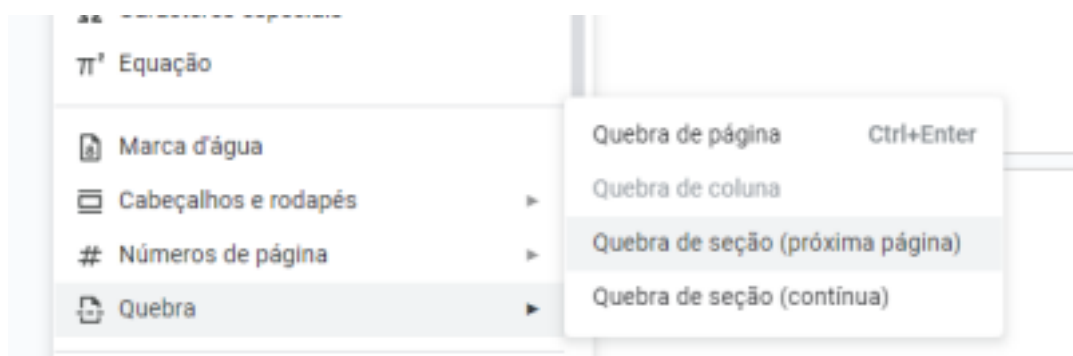 Equação
Marca d'água
Cabeçalhos e rodapés
Números de página
Quebra
Quebra de página Ctrl+Enter
Quebra de coluna
Quebra de seção (próxima página)
Quebra de seção (contínua)